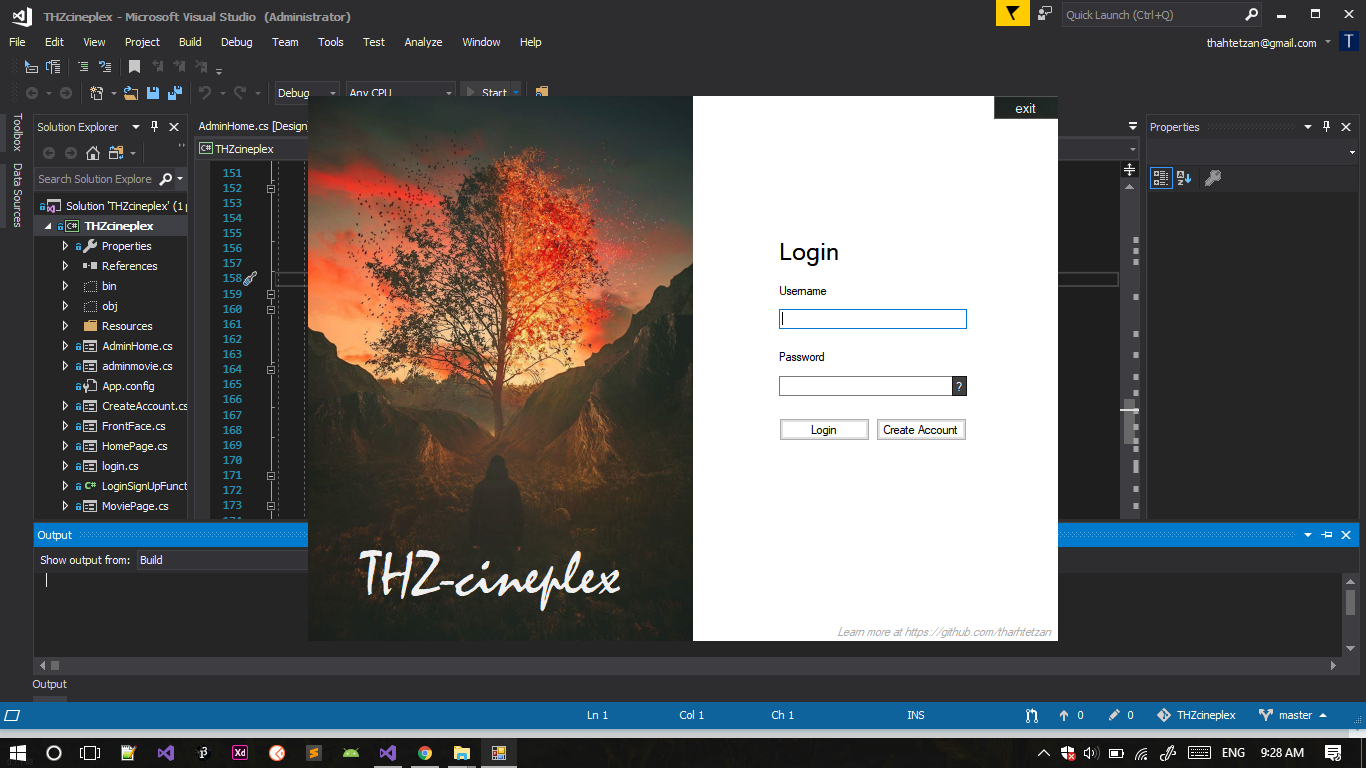 THZcineplex - Microsoft Visual Studio (Administrator)
Quick Launch (Ctrl+Q)
File Edit View Project Build Debug Team Tools Test Analyze Window Help
thahtetzan@gmail.com T
Debug Any CPU Start
Toolbox
Data Sources
Solution Explorer
Search Solution Explore
Solution 'THZcineplex' (1 p
THZcineplex
Properties
References
bin
obj
Resources
AdminHome.cs
adminmovie.cs
App.config
CreateAccount.cs
FrontFace.cs
HomePage.cs
login.cs
LoginSignUpFunct
MoviePage.cs
AdminHome.cs [Design]
C# THZcineplex
151
152
153
154
155
156
157
158
159
160
161
162
163
164
165
166
167
168
169
170
171
172
173
THZ-cineplex
exit
Login
Username
Password
?
Login Create Account
Learn more at https://github.com/tharhtetzan
Properties
Output
Show output from: Build
Output
Ln 1 Col 1 Ch 1 INS 0 0 THZcineplex master
Xd ENG 9:28 AM